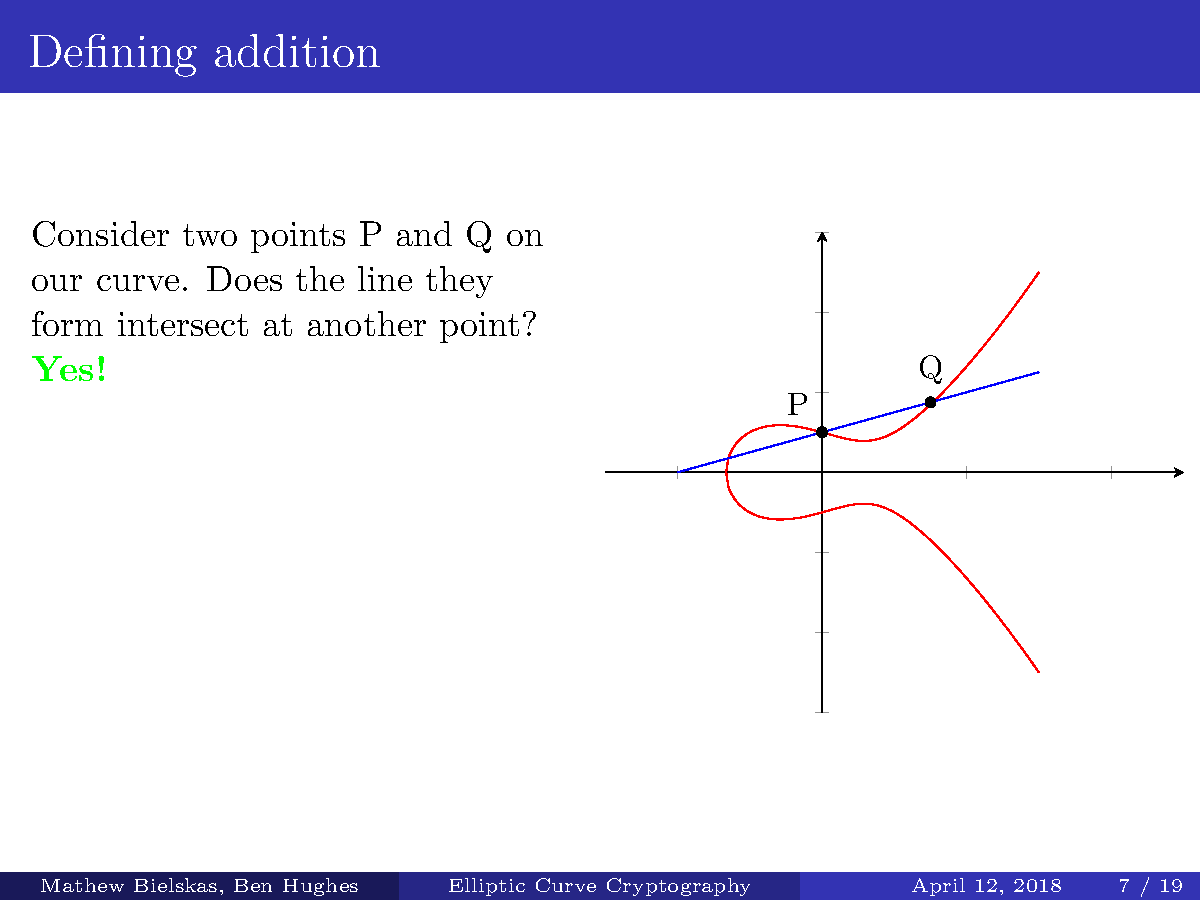 Defining addition
Consider two points P and Q on
our curve. Does the line they
form intersect at another point?
Yes!
Q
P
Mathew Bielskas, Ben Hughes
Elliptic Curve Cryptography
April 12, 2018
7 / 19